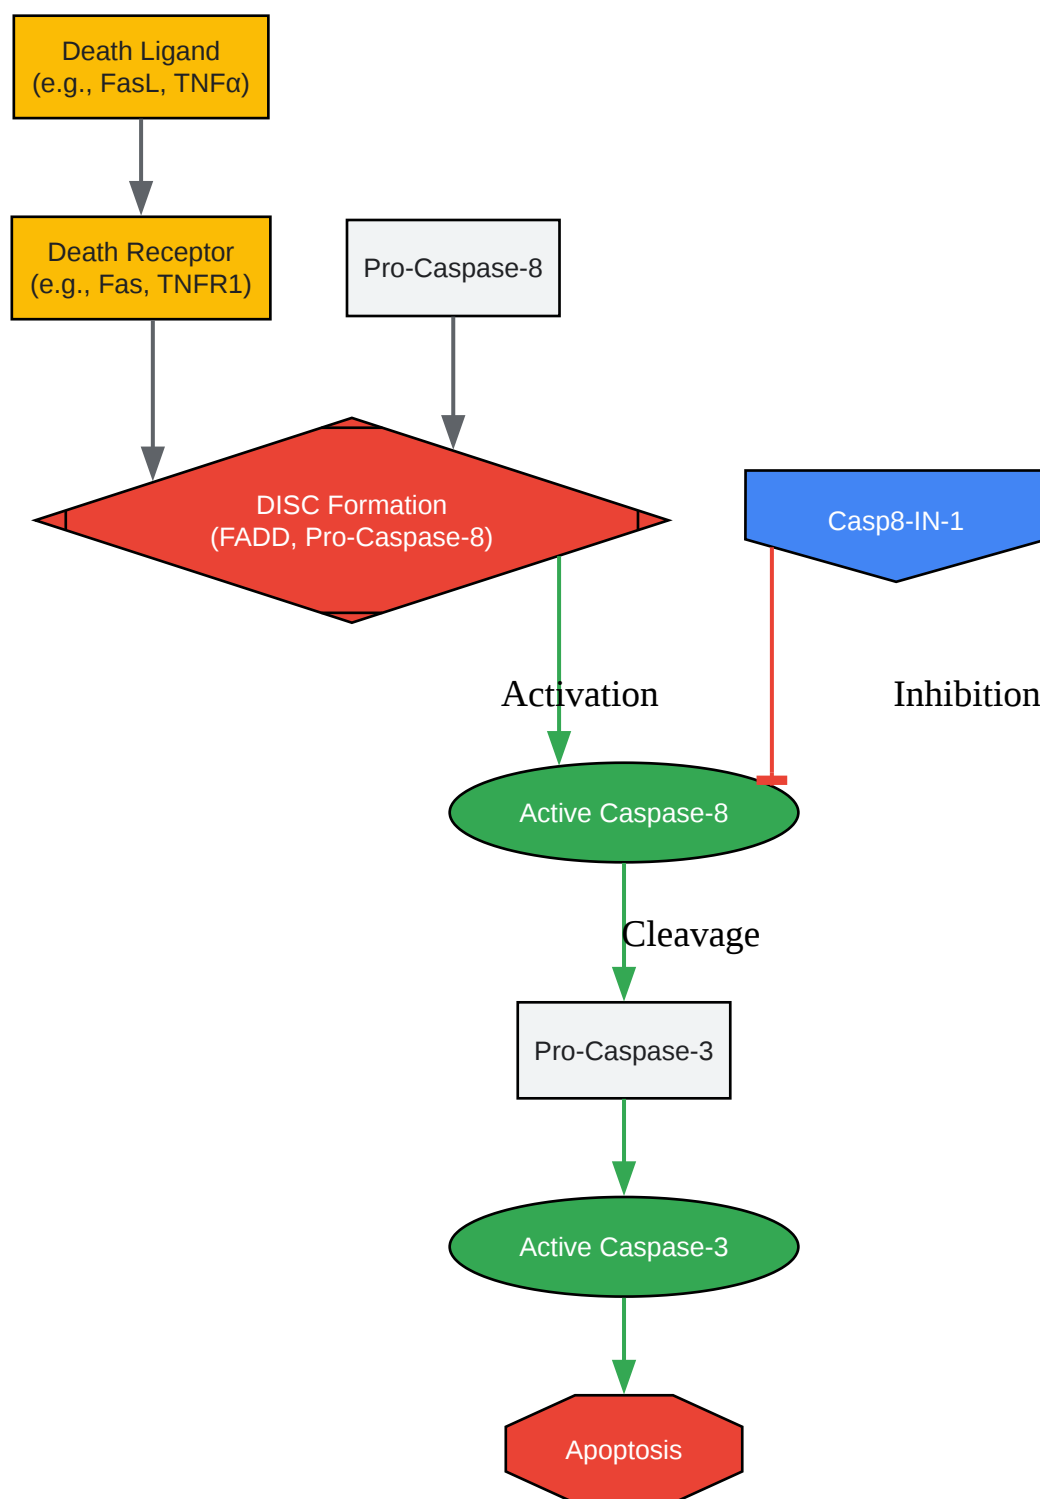 Death Ligand
(e.g., FasL, TNFα)
Death Receptor
(e.g., Fas, TNFR1)
Pro-Caspase-8
DISC Formation
(FADD, Pro-Caspase-8)
Casp8-IN-1
Activation
Inhibition
Active Caspase-8
Cleavage
Pro-Caspase-3
Active Caspase-3
Apoptosis